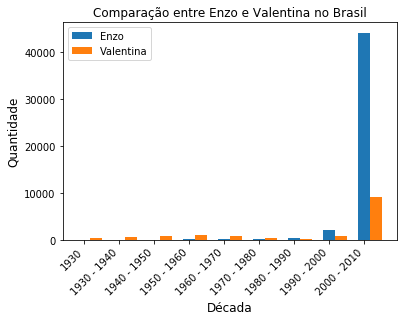 Comparação entre Enzo e Valentina no Brasil
Enzo
Valentina
Quantidade
40000
30000
20000
10000
0
1930
1930 - 1940
1940 - 1950
1950 - 1960
1960 - 1970
1970 - 1980
1980 - 1990
1990 - 2000
2000 - 2010
Década